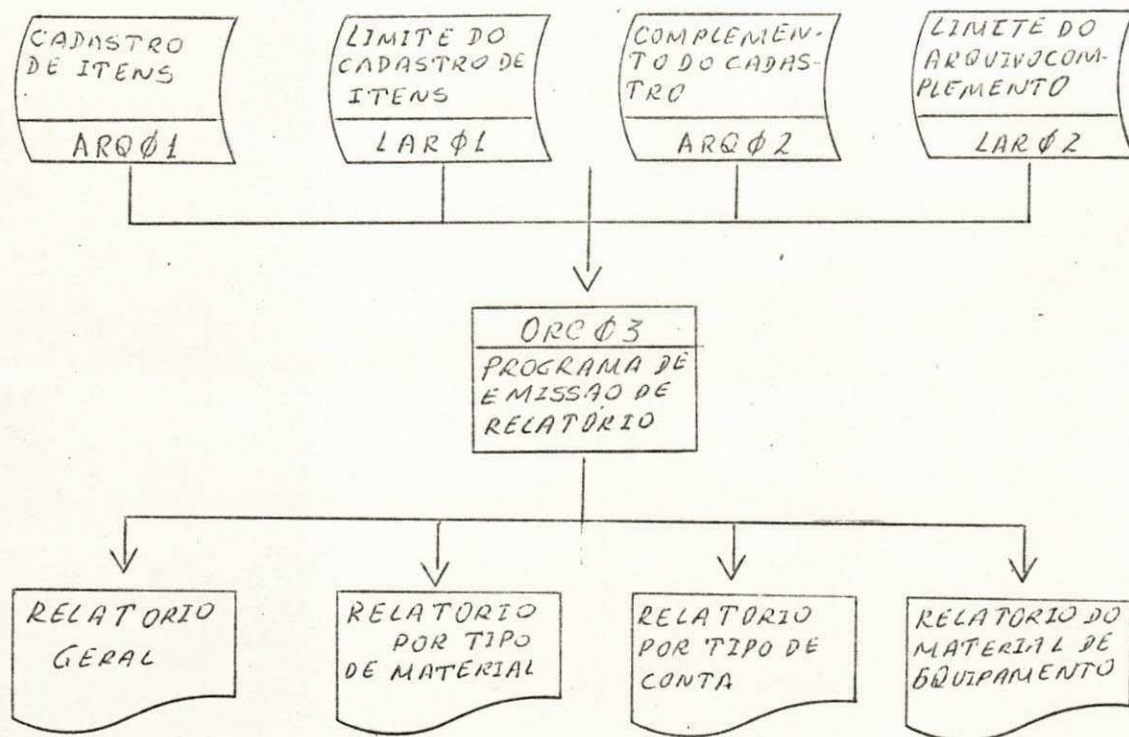 CADASTRO
DE ITENS
ARQØ1
LIMITE DO
CADASTRO DE
ITENS
LARØ1
COMPLEMEN-
TO DO CADAS-
TRO
ARQØ2
LIMITE DO
ARQUIVOCOM-
PLEMENTO
LARØ2
ORCØ3
PROGRAMA DE
EMISSÃO DE
RELATÓRIO
RELATORIO
GERAL
RELATORIO
POR TIPO
DE MATERIAL
RELATORIO
POR TIPO DE
CONTA
RELATORIO DO
MATERIAL DE
EQUIPAMENTO